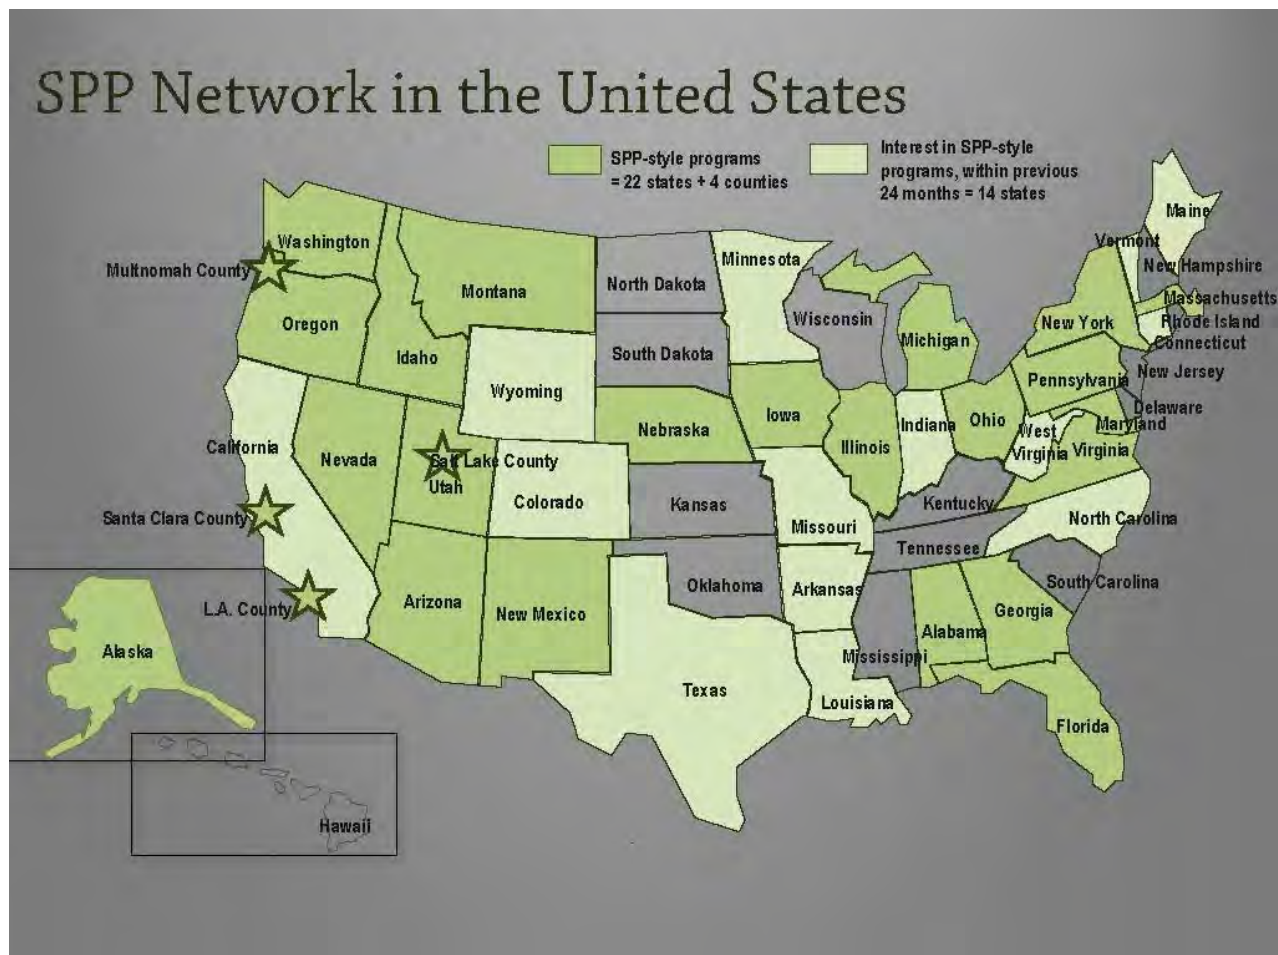 SPP Network in the United States
SPP-style programs
= 22 states + 4 counties
Interest in SPP-style
programs, within previous
24 months = 14 states
Washington
Multnomah County
Oregon
Idaho
Montana
Wyoming
North Dakota
South Dakota
Nebraska
Minnesota
Wisconsin
Michigan
Iowa
Illinois
Indiana
Ohio
Pennsylvania
New York
Vermont
Maine
New Hampshire
Massachusetts
Rhode Island
Connecticut
New Jersey
Delaware
Maryland
West
Virginia
Virginia
California
Nevada
Salt Lake County
Utah
Colorado
Kansas
Missouri
Kentucky
North Carolina
Tennessee
South Carolina
Santa Clara County
L.A. County
Arizona
New Mexico
Oklahoma
Arkansas
Texas
Louisiana
Mississippi
Alabama
Georgia
Florida
Alaska
Hawaii